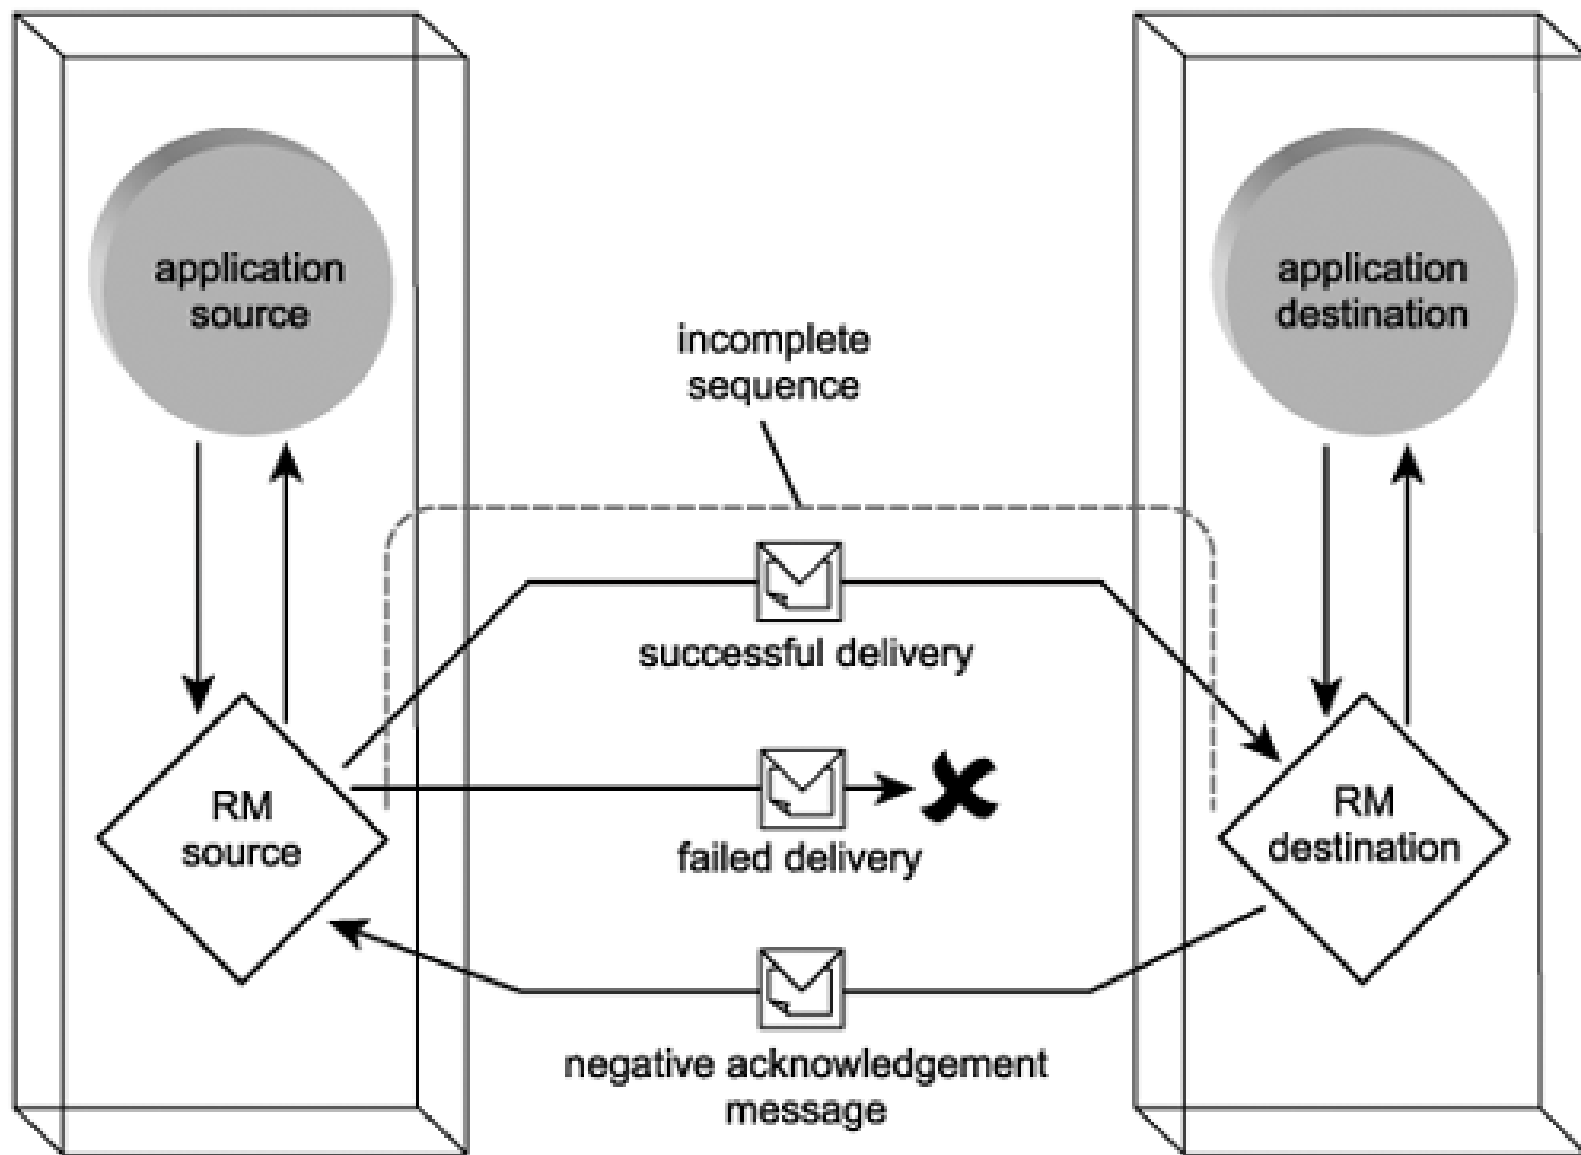 application
source
application
destination
incomplete
sequence
successful delivery
RM
source
failed delivery
RM
destination
negative acknowledgement
message